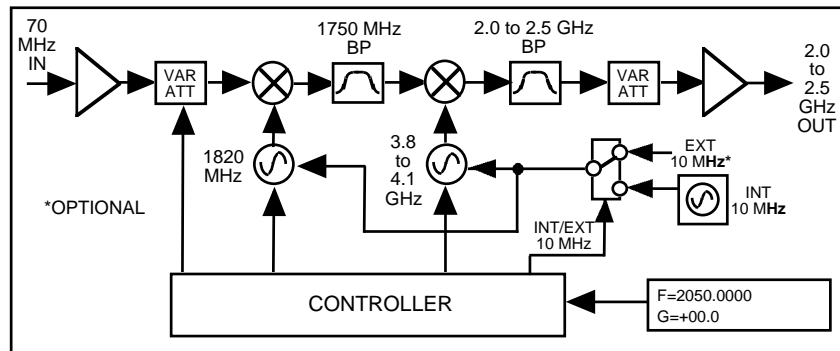 70
MHz
IN
1750 MHz
BP
2.0 to 2.5 GHz
BP
2.0
to
2.5
GHz
OUT
VAR
ATT
VAR
ATT
1820
MHz
3.8
to
4.1
GHz
EXT
10 MHz*
INT
10 MHz
*OPTIONAL
INT/EXT
10 MHz
CONTROLLER
F=2050.0000
G=+00.0